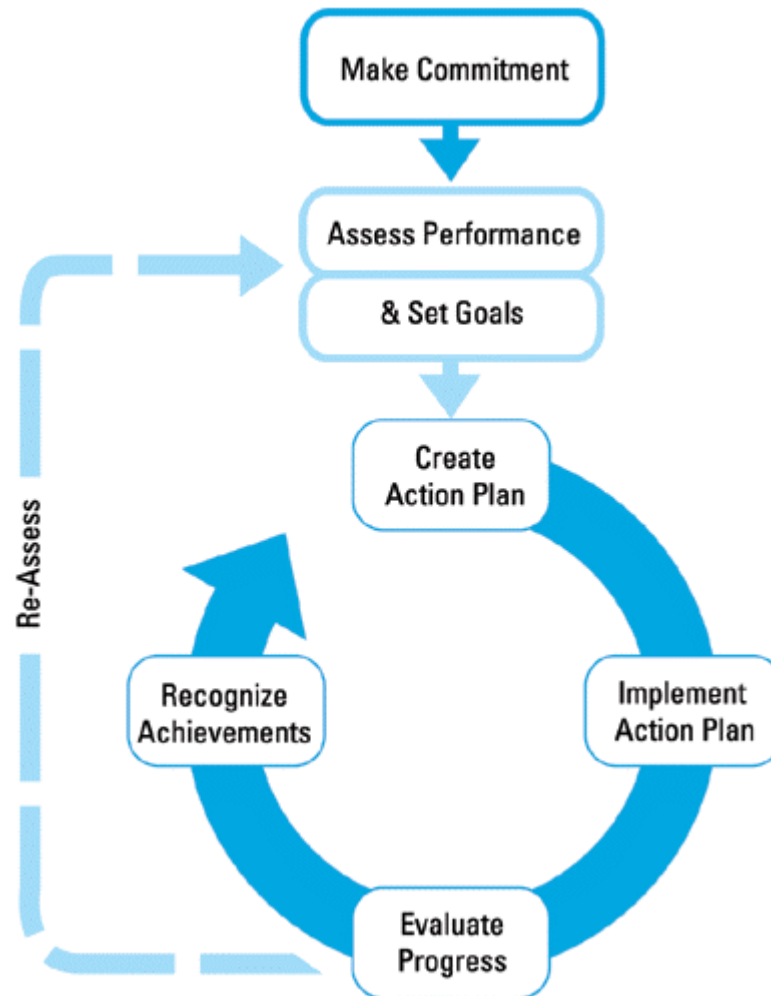 Make Commitment
Assess Performance
& Set Goals
Create
Action Plan
Re-Assess
Recognize
Achievements
Implement
Action Plan
Evaluate
Progress